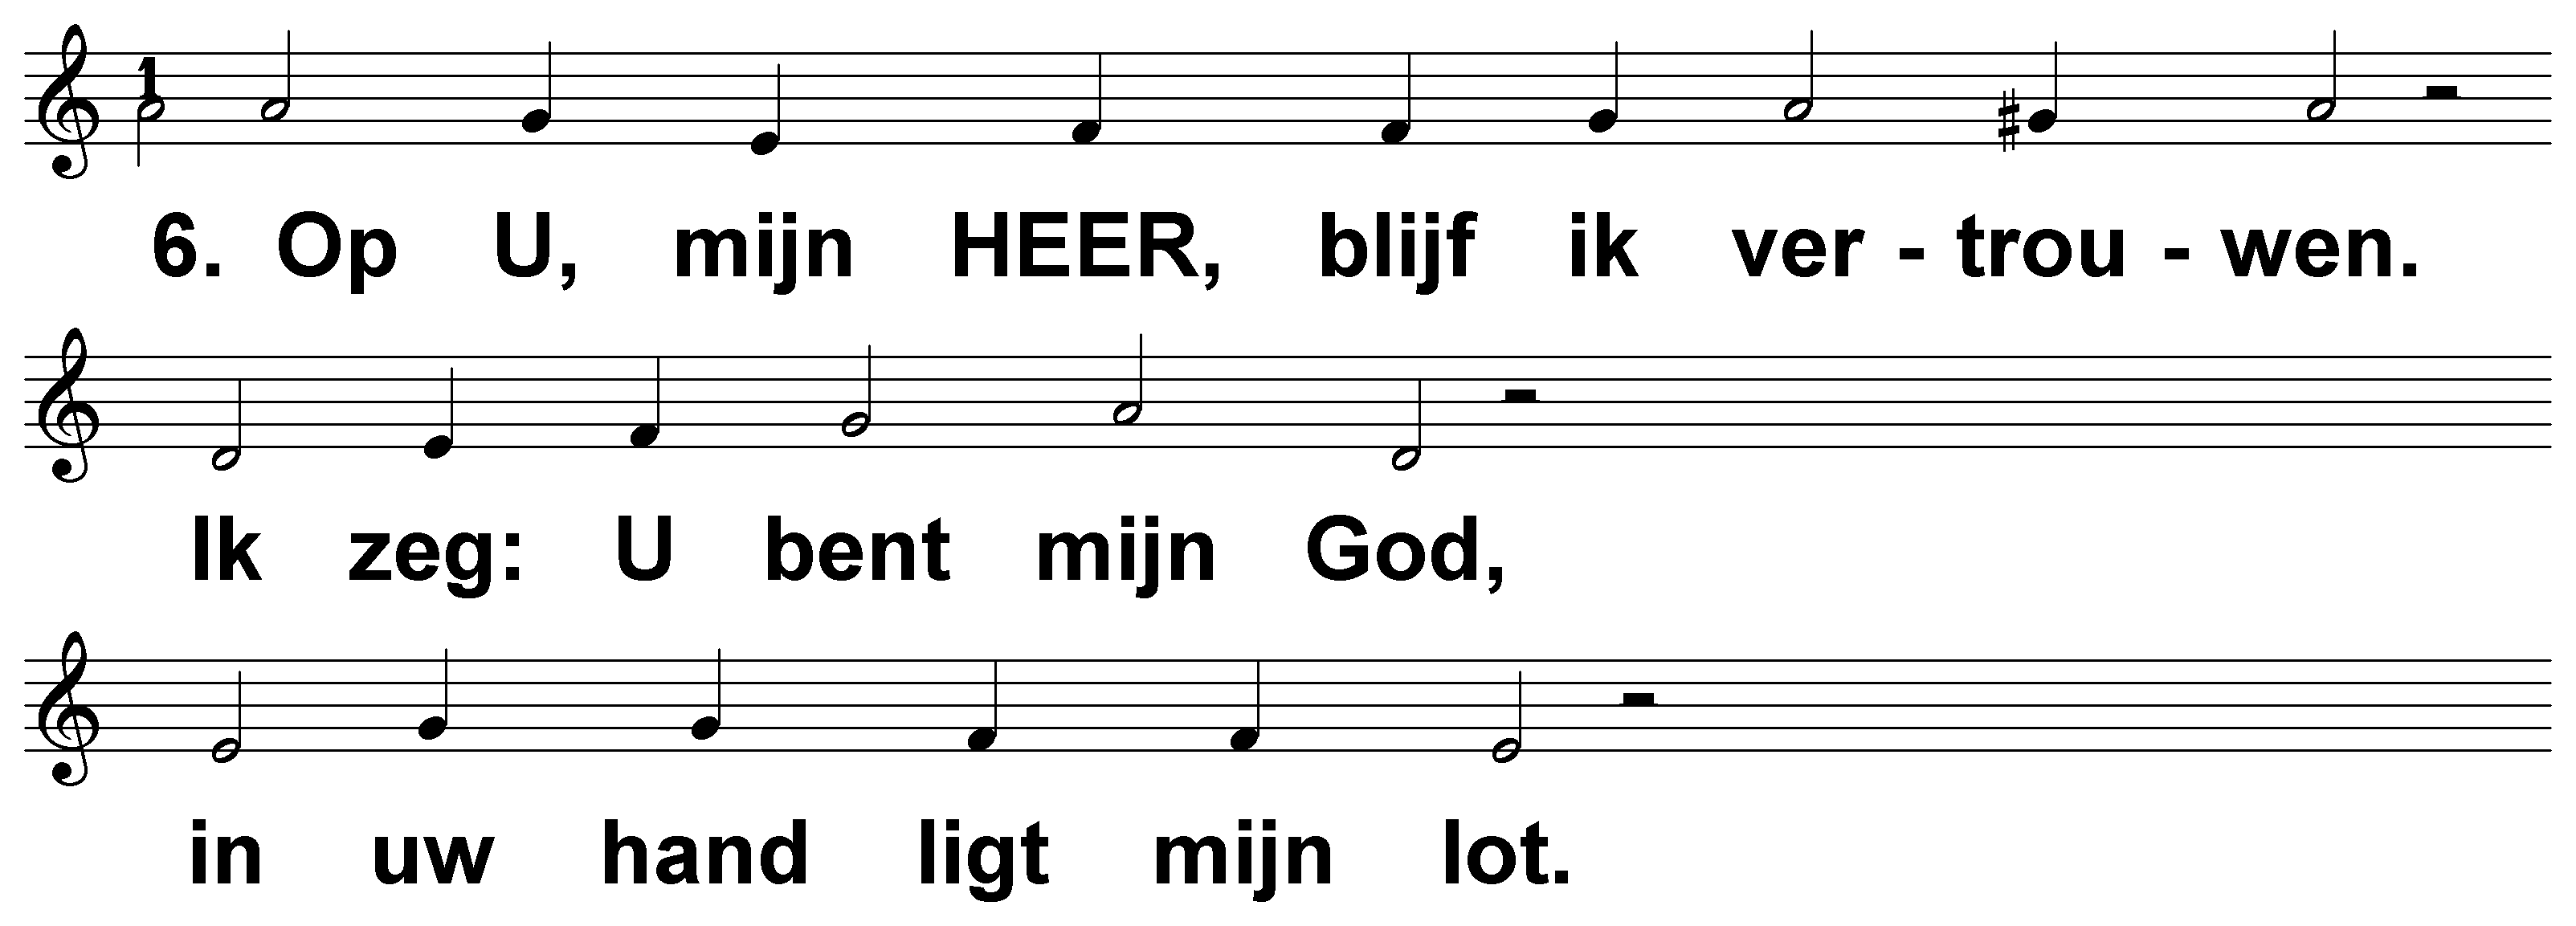 1
6. Op U, mijn HEER, blijf ik ver - trou - wen.
Ik zeg: U bent mijn God,
in uw hand ligt mijn lot.